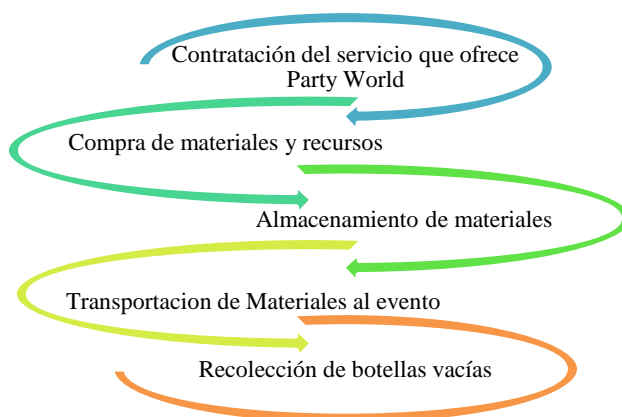 Contratación del servicio que ofrece
Party World
Compra de materiales y recursos
Almacenamiento de materiales
Transportacion de Materiales al evento
Recolección de botellas vacías